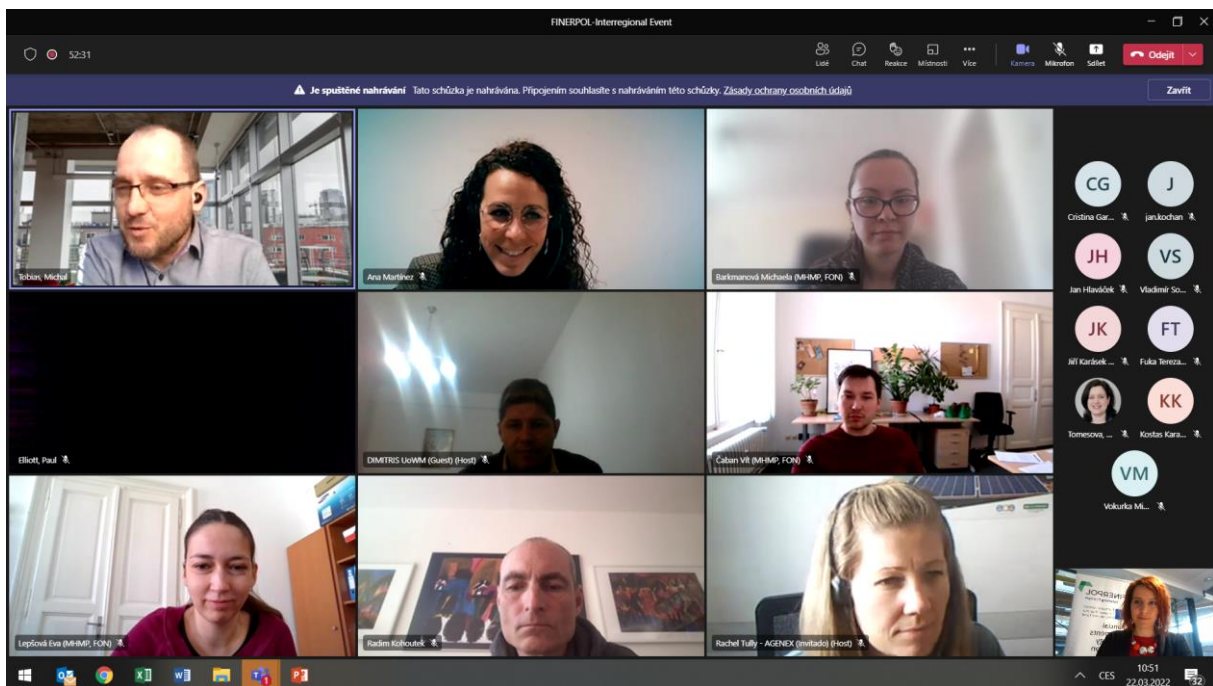 FINERPOL-Interregional Event
52:31
Lidé Chat Reakce Místnosti Více Kamera Mikrofon Sdílet Odejít
Je spuštěné nahrávání Tato schůzka je nahrávána. Připojením souhlasíte s nahráváním této schůzky. Zásady ochrany osobních údajů Zavřít
Tobias, Michal
Ana Martínez
Barkmanová Michaela (MHMP, FON)
CG
Cristina Gar...
J
jan.kochan
JH
Jan Hlaváček
VS
Vladimír So...
JK
Jiří Karásek ...
FT
Fuka Tereza...
Tomesova, ...
KK
Kostas Kara...
VM
Vokurka Mi...
Elliott, Paul
DIMITRIS UoWM (Guest) (Host)
Čaban Vít (MHMP, FON)
Lepšová Eva (MHMP, FON)
Radim Kohoutek
Rachel Tully - AGENEX (Invitado) (Host)
CES
10:51
22.03.2022
32